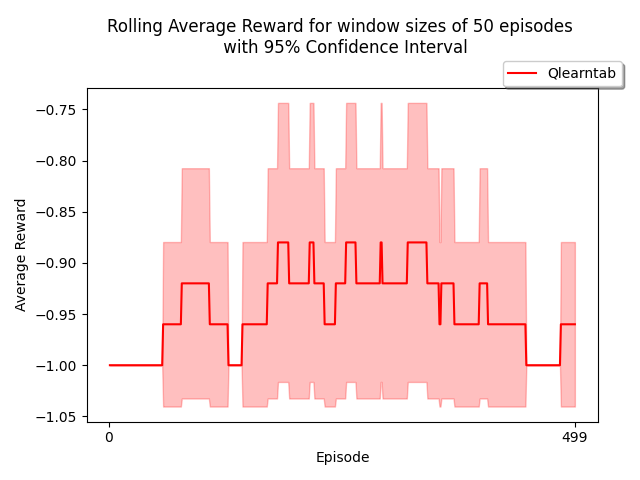 Rolling Average Reward for window sizes of 50 episodes
with 95% Confidence Interval
Qlearntab
−0.75
−0.80
−0.85
−0.90
−0.95
−1.00
−1.05
Average Reward
0
499
Episode